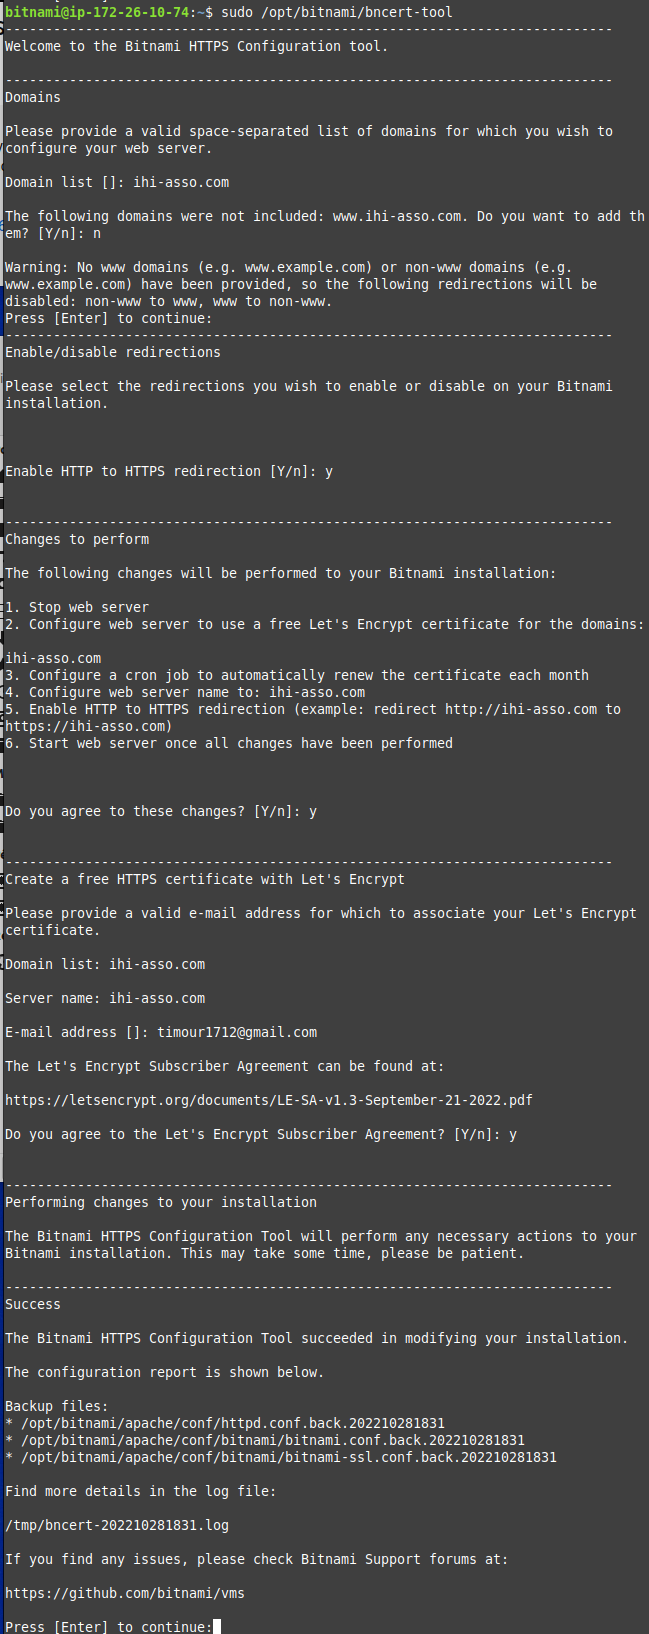 bitnami@ip-172-26-10-74:~$ sudo /opt/bitnami/bncert-tool
----------------------------------------------------------------------------
Welcome to the Bitnami HTTPS Configuration tool.
----------------------------------------------------------------------------
Domains
Please provide a valid space-separated list of domains for which you wish to
configure your web server.
Domain list []: ihi-asso.com
The following domains were not included: www.ihi-asso.com. Do you want to add th
em? [Y/n]: n
Warning: No www domains (e.g. www.example.com) or non-www domains (e.g.
www.example.com) have been provided, so the following redirections will be
disabled: non-www to www, www to non-www.
Press [Enter] to continue:
----------------------------------------------------------------------------
Enable/disable redirections
Please select the redirections you wish to enable or disable on your Bitnami
installation.
Enable HTTP to HTTPS redirection [Y/n]: y
----------------------------------------------------------------------------
Changes to perform
The following changes will be performed to your Bitnami installation:
1. Stop web server
2. Configure web server to use a free Let's Encrypt certificate for the domains:
ihi-asso.com
3. Configure a cron job to automatically renew the certificate each month
4. Configure web server name to: ihi-asso.com
5. Enable HTTP to HTTPS redirection (example: redirect http://ihi-asso.com to
https://ihi-asso.com)
6. Start web server once all changes have been performed
Do you agree to these changes? [Y/n]: y
----------------------------------------------------------------------------
Create a free HTTPS certificate with Let's Encrypt
Please provide a valid e-mail address for which to associate your Let's Encrypt
certificate.
Domain list: ihi-asso.com
Server name: ihi-asso.com
E-mail address []: timour1712@gmail.com
The Let's Encrypt Subscriber Agreement can be found at:
https://letsencrypt.org/documents/LE-SA-v1.3-September-21-2022.pdf
Do you agree to the Let's Encrypt Subscriber Agreement? [Y/n]: y
----------------------------------------------------------------------------
Performing changes to your installation
The Bitnami HTTPS Configuration Tool will perform any necessary actions to your
Bitnami installation. This may take some time, please be patient.
----------------------------------------------------------------------------
Success
The Bitnami HTTPS Configuration Tool succeeded in modifying your installation.
The configuration report is shown below.
Backup files:
* /opt/bitnami/apache/conf/httpd.conf.back.202210281831
* /opt/bitnami/apache/conf/bitnami/bitnami.conf.back.202210281831
* /opt/bitnami/apache/conf/bitnami/bitnami-ssl.conf.back.202210281831
Find more details in the log file:
/tmp/bncert-202210281831.log
If you find any issues, please check Bitnami Support forums at:
https://github.com/bitnami/vms
Press [Enter] to continue: